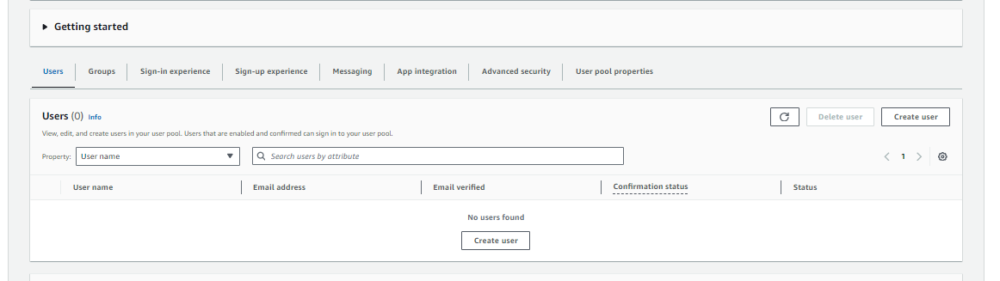 Getting started
Users Groups Sign-in experience Sign-up experience Messaging App integration Advanced security User pool properties
Users (0) Info Delete user Create user
View, edit, and create users in your user pool. Users that are enabled and confirmed can sign in to your user pool.
Property: User name Search users by attribute 1
User name Email address Email verified Confirmation status Status
No users found
Create user